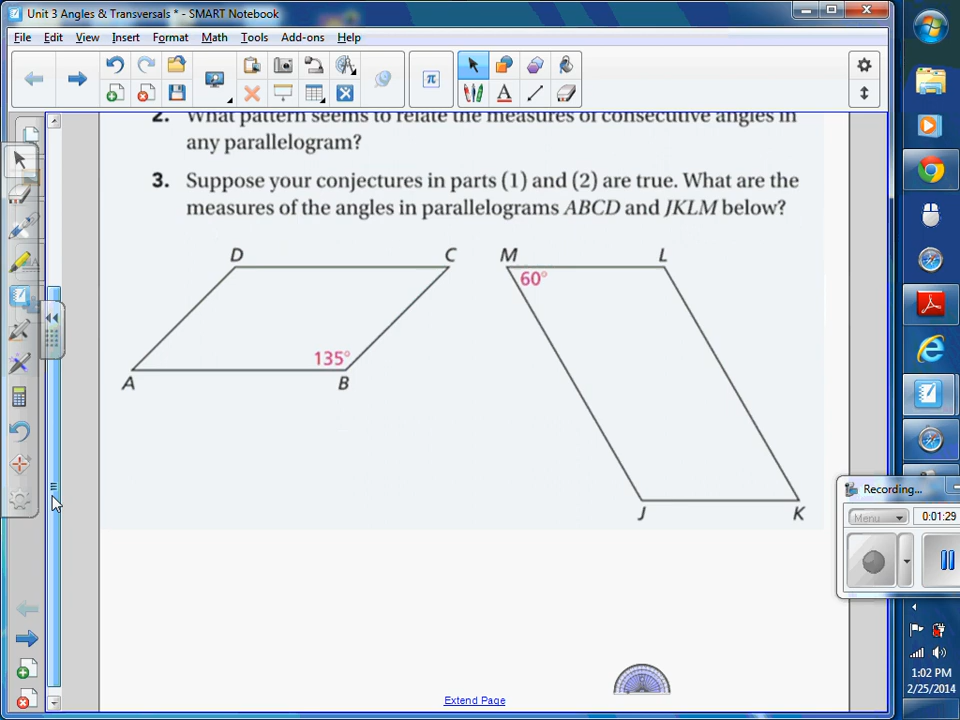 Unit 3 Angles & Transversals * - SMART Notebook
File Edit View Insert Format Math Tools Add-ons Help
π
A
2. What pattern seems to relate the measures of consecutive angles in
any parallelogram?
3. Suppose your conjectures in parts (1) and (2) are true. What are the
measures of the angles in parallelograms ABCD and JKLM below?
D C M L
60°
135°
A B
J K
Recording...
Menu 0:01:29
Extend Page
1:02 PM
2/25/2014